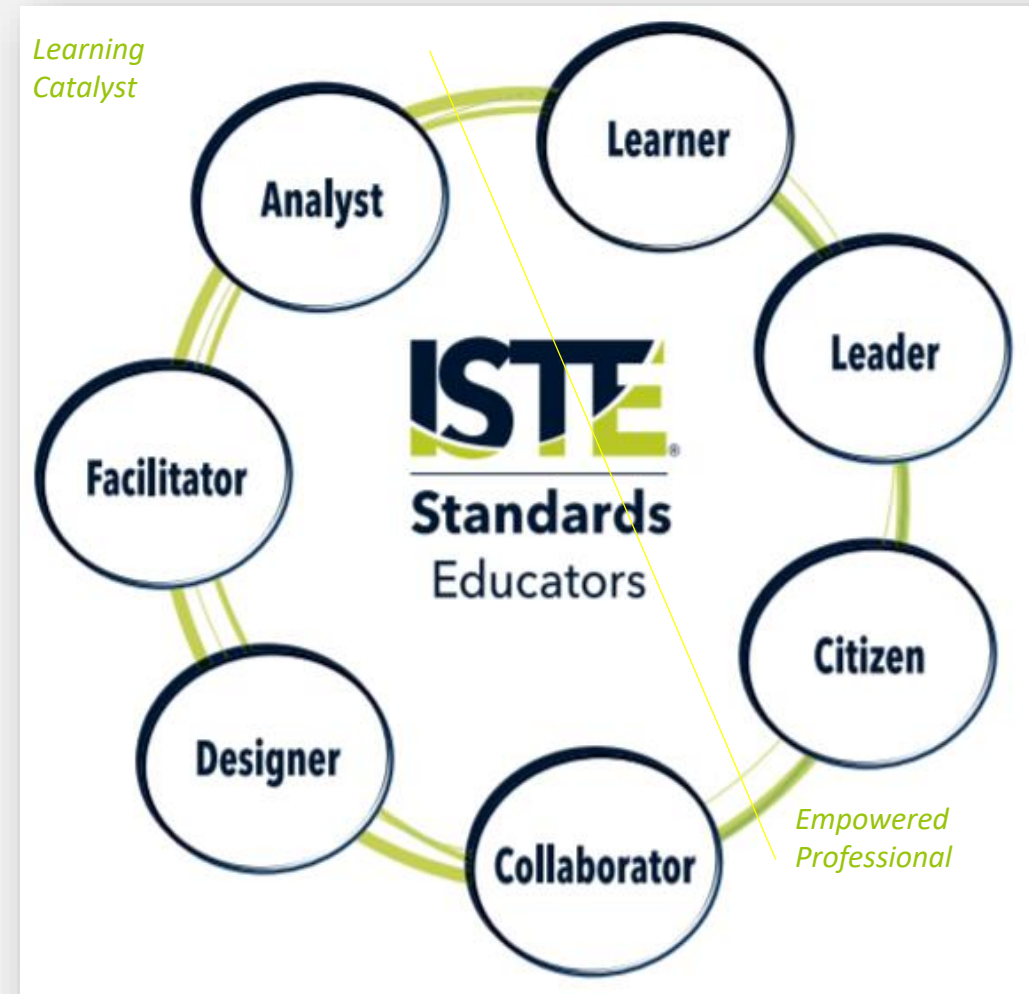 Learning
Catalyst
Learner
Analyst
Leader
ISTE®
Facilitator
Standards
Educators
Citizen
Designer
Empowered
Professional
Collaborator